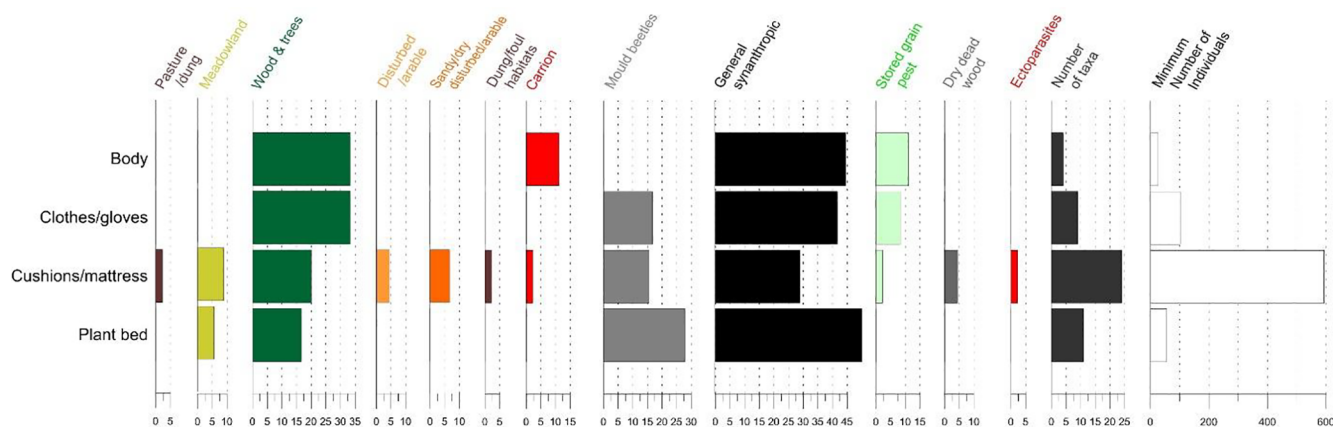 Pasture
/dung
Meadowland
Wood & trees
Disturbed
/arable
Sandy/dry
disturbed/arable
Dung/foul
habitats
Carrion
Mould beetles
General
synanthropic
Stored grain
pest
Dry dead
wood
Ectoparasites
Number
of taxa
Minimum
Number of
Individuals
Body
Clothes/gloves
Cushions/mattress
Plant bed
0 5
0 5 10
0 5 10 15 20 25 30 35
0 5 10
0 5 10
0 5
0 5 10 15
0 5 10 15 20 25 30
0 5 10 15 20 25 30 35 40 45
0 5 10 15
0 5 10
0 5
0 5 10 15 20 25
0 200 400 600